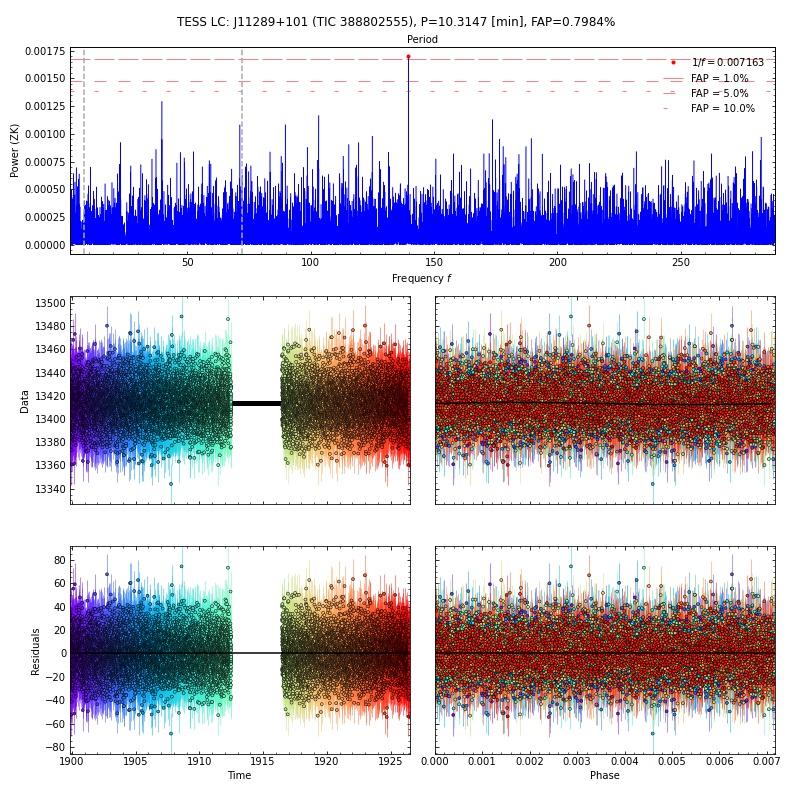 TESS LC: J11289+101 (TIC 388802555), P=10.3147 [min], FAP=0.7984%
Period
0.00175
0.00150
0.00125
0.00100
0.00075
0.00050
0.00025
0.00000
Power (ZK)
1/f = 0.007163
FAP = 1.0%
FAP = 5.0%
FAP = 10.0%
50 100 150 200 250
Frequency f
13500
13480
13460
13440
13420
13400
13380
13360
13340
Data
80
60
40
20
0
−20
−40
−60
−80
Residuals
1900 1905 1910 1915 1920 1925
Time
0.000 0.001 0.002 0.003 0.004 0.005 0.006 0.007
Phase